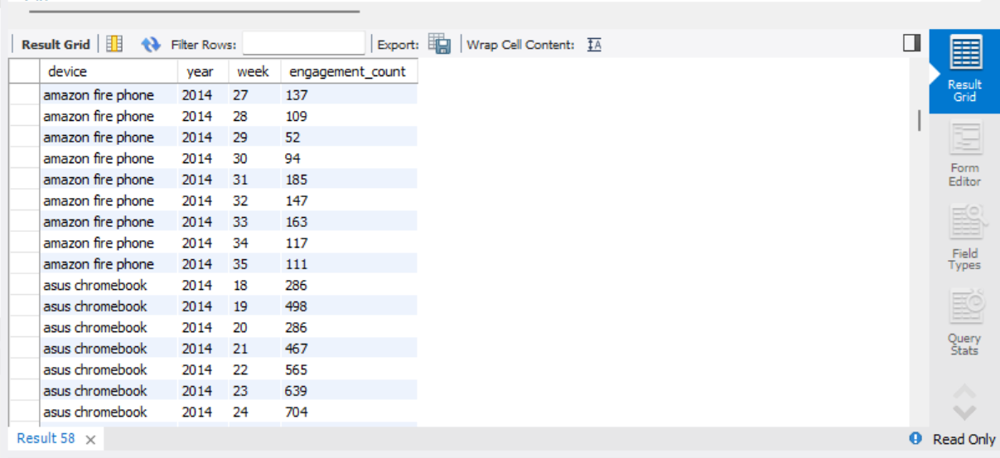 Result Grid Filter Rows: Export: Wrap Cell Content: IA
device year week engagement_count
amazon fire phone 2014 27 137
amazon fire phone 2014 28 109
amazon fire phone 2014 29 52
amazon fire phone 2014 30 94
amazon fire phone 2014 31 185
amazon fire phone 2014 32 147
amazon fire phone 2014 33 163
amazon fire phone 2014 34 117
amazon fire phone 2014 35 111
asus chromebook 2014 18 286
asus chromebook 2014 19 498
asus chromebook 2014 20 286
asus chromebook 2014 21 467
asus chromebook 2014 22 565
asus chromebook 2014 23 639
asus chromebook 2014 24 704
Result
Grid
Form
Editor
Field
Types
Query
Stats
Result 58 Read Only